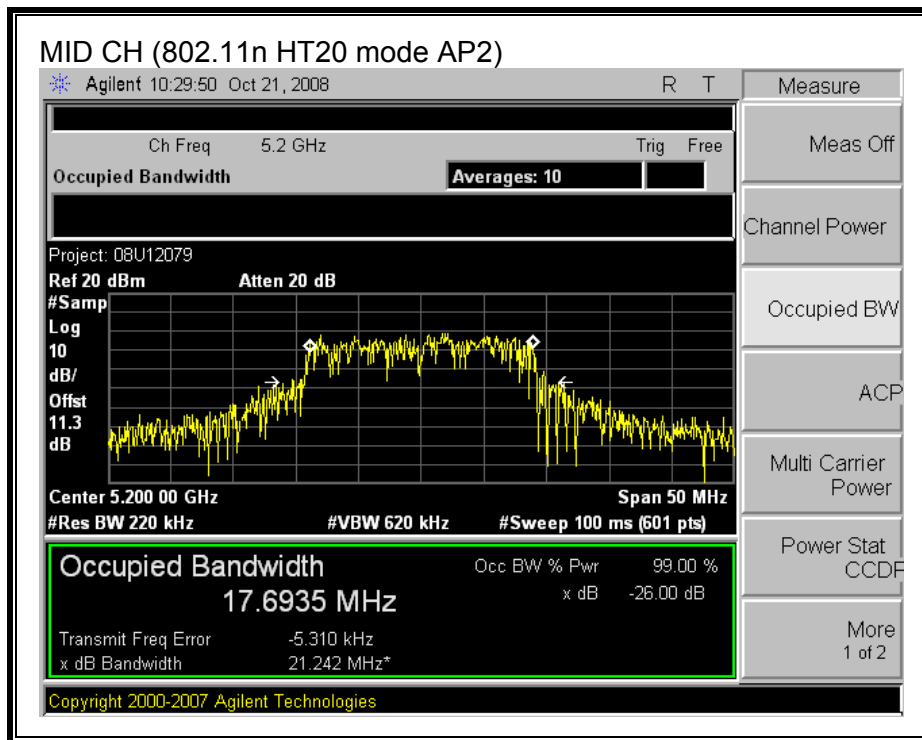 MID CH (802.11n HT20 mode AP2)
Agilent 10:29:50 Oct 21, 2008 R T
Measure
Ch Freq 5.2 GHz Trig Free
Occupied Bandwidth Averages: 10
Meas Off
Channel Power
Occupied BW
ACP
Multi Carrier
Power
Power Stat
CCDF
More
1 of 2
Project: 08U12079
Ref 20 dBm Atten 20 dB
#Samp
Log
10
dB/
Offst
11.3
dB
Center 5.200 00 GHz Span 50 MHz
#Res BW 220 kHz #VBW 620 kHz #Sweep 100 ms (601 pts)
Occupied Bandwidth Occ BW % Pwr 99.00 %
17.6935 MHz x dB -26.00 dB
Transmit Freq Error -5.310 kHz
x dB Bandwidth 21.242 MHz*
Copyright 2000-2007 Agilent Technologies